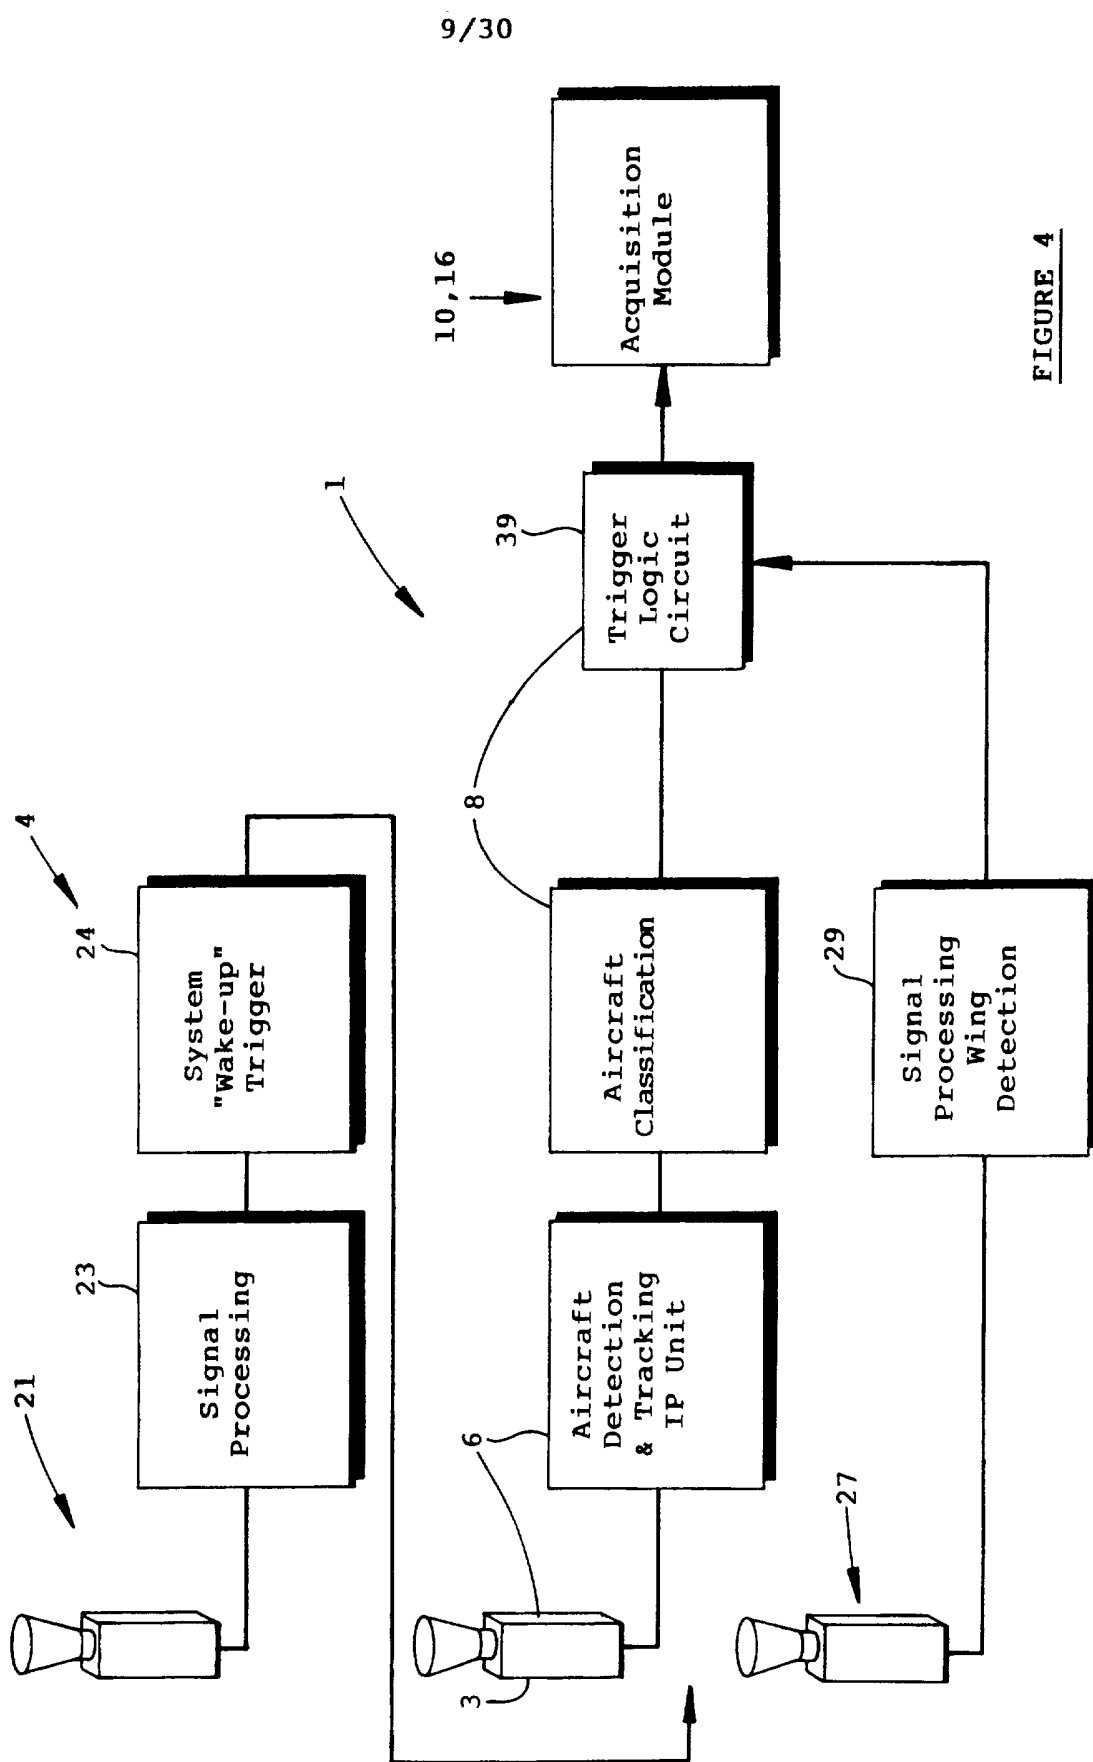 9/30
21
23
Signal
Processing
24
4
System
"Wake-up"
Trigger
3
6
Aircraft
Detection
& Tracking
IP Unit
8
Aircraft
Classification
1
39
Trigger
Logic
Circuit
10,16
Acquisition
Module
27
29
Signal
Processing
Wing
Detection
FIGURE 4